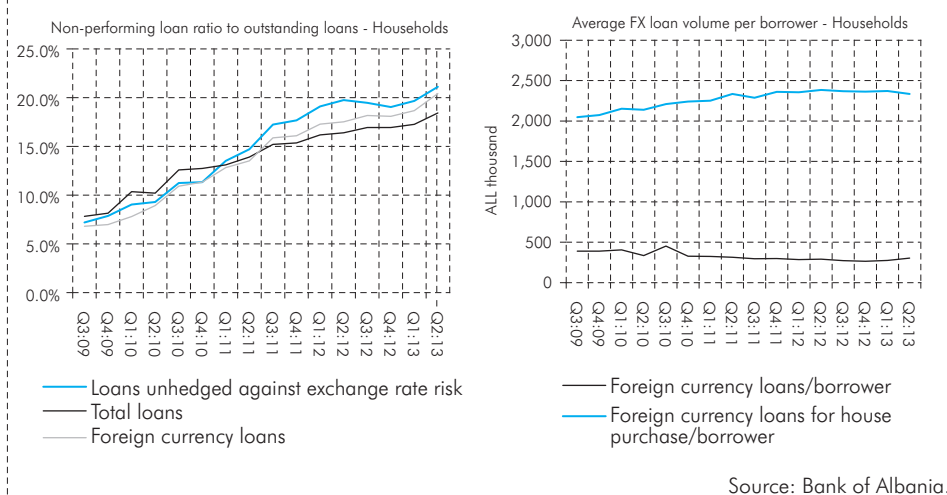 Non-performing loan ratio to outstanding loans - Households
25.0%
20.0%
15.0%
10.0%
5.0%
0.0%
Q3:09
Q4:09
Q1:10
Q2:10
Q3:10
Q4:10
Q1:11
Q2:11
Q3:11
Q4:11
Q1:12
Q2:12
Q3:12
Q4:12
Q1:13
Q2:13
Loans unhedged against exchange rate risk
Total loans
Foreign currency loans
Average FX loan volume per borrower - Households
ALL thousand
3,000
2,500
2,000
1,500
1,000
500
0
Q3:09
Q4:09
Q1:10
Q2:10
Q3:10
Q4:10
Q1:11
Q2:11
Q3:11
Q4:11
Q1:12
Q2:12
Q3:12
Q4:12
Q1:13
Q2:13
Foreign currency loans/borrower
Foreign currency loans for house
purchase/borrower
Source: Bank of Albania.